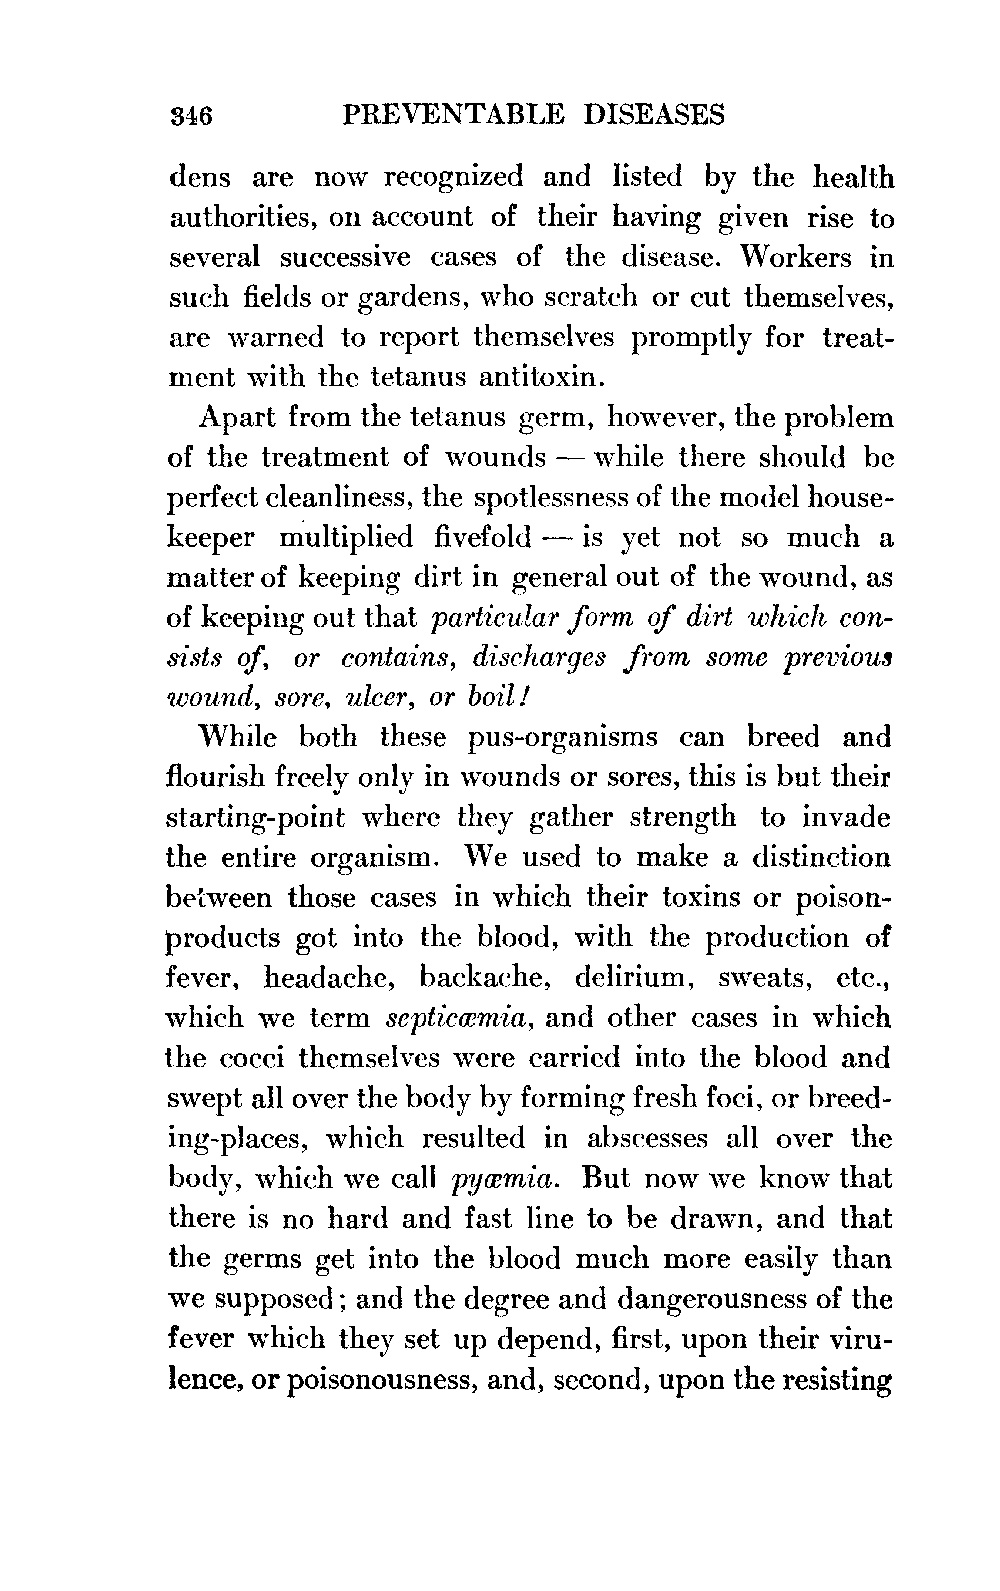 346 PREVENTABLE DISEASES
dens are now recognized and listed by the health
authorities, on account of their having given rise to
several successive cases of the disease. Workers in
such fields or gardens, who scratch or cut themselves,
are warned to report themselves promptly for treat-
ment with the tetanus antitoxin.
Apart from the tetanus germ, however, the problem
of the treatment of wounds — while there should be
perfect cleanliness, the spotlessness of the model house-
keeper multiplied fivefold — is yet not so much a
matter of keeping dirt in general out of the wound, as
of keeping out that particular form of dirt which con-
sists of, or contains, discharges from some previous
wound, sore, ulcer, or boil!
While both these pus-organisms can breed and
flourish freely only in wounds or sores, this is but their
starting-point where they gather strength to invade
the entire organism. We used to make a distinction
between those cases in which their toxins or poison-
products got into the blood, with the production of
fever, headache, backache, delirium, sweats, etc.,
which we term septicæmia, and other cases in which
the cocci themselves were carried into the blood and
swept all over the body by forming fresh foci, or breed-
ing-places, which resulted in abscesses all over the
body, which we call pyæmia. But now we know that
there is no hard and fast line to be drawn, and that
the germs get into the blood much more easily than
we supposed; and the degree and dangerousness of the
fever which they set up depend, first, upon their viru-
lence, or poisonousness, and, second, upon the resisting